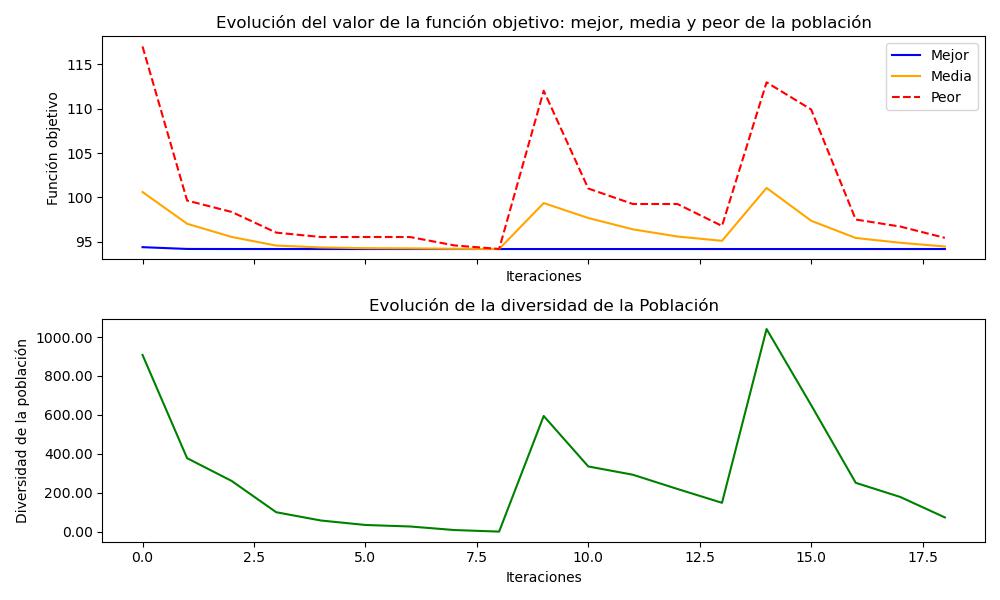 Evolución del valor de la función objetivo: mejor, media y peor de la población
Función objetivo
115
110
105
100
95
Mejor
Media
Peor
Iteraciones
Evolución de la diversidad de la Población
Diversidad de la población
1000.00
800.00
600.00
400.00
200.00
0.00
0.0 2.5 5.0 7.5 10.0 12.5 15.0 17.5
Iteraciones